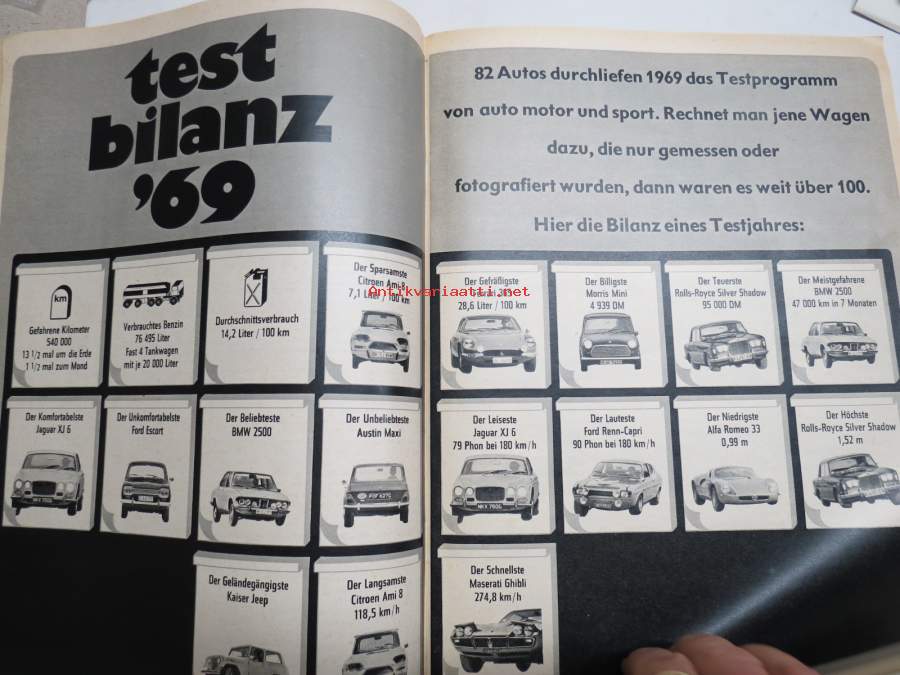 test
bilanz
'69
82 Autos durchliefen 1969 das Testprogramm
von auto motor und sport. Rechnet man jene Wagen
dazu, die nur gemessen oder
fotografiert wurden, dann waren es weit über 100.
Hier die Bilanz eines Testjahres:
km
Gefahrene Kilometer
540 000
13 1/2 mal um die Erde
1 1/2 mal zum Mond
Verbrauchtes Benzin
76 495 Liter
Fast 4 Tankwagen
mit je 20 000 Liter
Durchschnittsverbrauch
14,2 Liter / 100 km
Der Sparsamste
Citroen Ami 8
7,1 Liter / 100 km
Antikvariaatti.net
Der Gefräßigste
Ferrari
28,6 Liter / 100 km
Der Billigste
Morris Mini
4 939 DM
Der Teuerste
Rolls-Royce Silver Shadow
95 000 DM
Der Meistgefahrene
BMW 2500
47 000 km in 7 Monaten
Der Komfortabelste
Jaguar XJ 6
Der Unkomfortabelste
Ford Escort
Der Beliebteste
BMW 2500
Der Unbeliebteste
Austin Maxi
Der Leiseste
Jaguar XJ 6
79 Phon bei 180 km/h
Der Lauteste
Ford Renn-Capri
90 Phon bei 180 km/h
Der Niedrigste
Alfa Romeo 33
0,99 m
Der Höchste
Rolls-Royce Silver Shadow
1,52 m
Der Geländegängigste
Kaiser Jeep
Der Langsamste
Citroen Ami 8
118,5 km/h
Der Schnellste
Maserati Ghibli
274,8 km/h